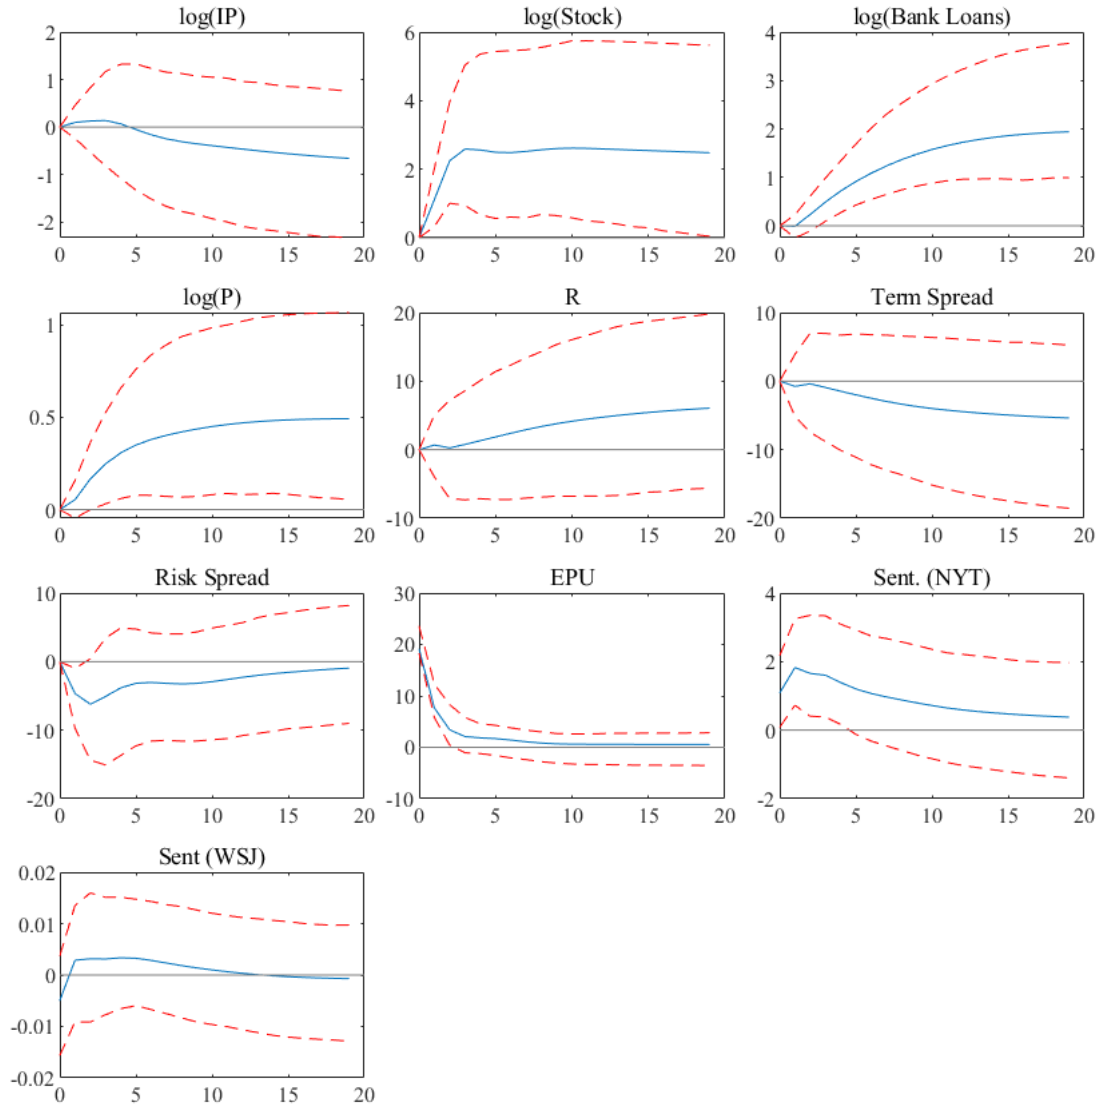 log(IP) log(Stock) log(Bank Loans)
2 6 4
1 4 3
0 2 2
-1 0 1
-2 0
0 5 10 15 20 0 5 10 15 20 0 5 10 15 20
log(P) R Term Spread
1 20 10
0.5 10 0
0 0 -10
-10 -20
0 5 10 15 20 0 5 10 15 20 0 5 10 15 20
Risk Spread EPU Sent. (NYT)
10 30 4
0 20 2
-10 10 0
-20 0 -2
-10
0 5 10 15 20 0 5 10 15 20 0 5 10 15 20
Sent (WSJ)
0.02
0.01
0
-0.01
-0.02
0 5 10 15 20